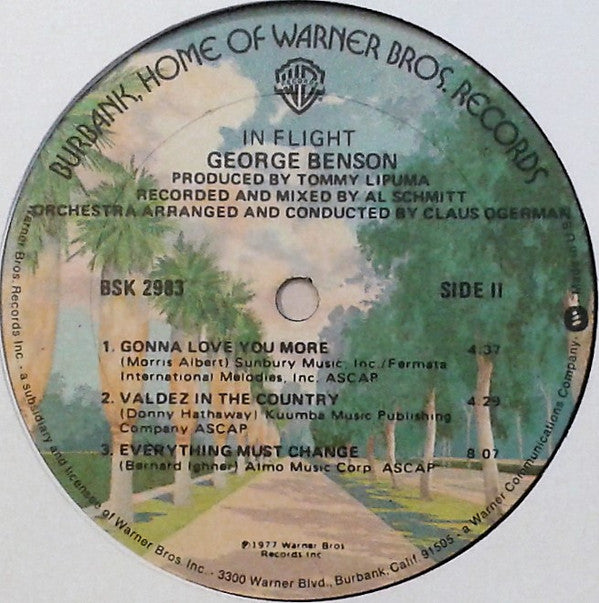 BURBANK, HOME OF WARNER BROS. RECORDS
WB
RECORDS
IN FLIGHT
GEORGE BENSON
PRODUCED BY TOMMY LIPUMA
RECORDED AND MIXED BY AL SCHMITT
ORCHESTRA ARRANGED AND CONDUCTED BY CLAUS OGERMAN
BSK 2983 SIDE II
1. GONNA LOVE YOU MORE 4:37
(Morris Albert) Sunbury Music, Inc./Fermata
International Melodies, Inc. ASCAP
2. VALDEZ IN THE COUNTRY 4:29
(Donny Hathaway) Kuumba Music Publishing
Company ASCAP
3. EVERYTHING MUST CHANGE 8:07
(Bernard Ighner) Almo Music Corp. ASCAP
℗1977 Warner Bros.
Records Inc.
Warner Bros. Records Inc. - a subsidiary and licensee of Warner Bros. Inc. - 3300 Warner Blvd., Burbank, Calif. 91505 - a Warner Communications Company -